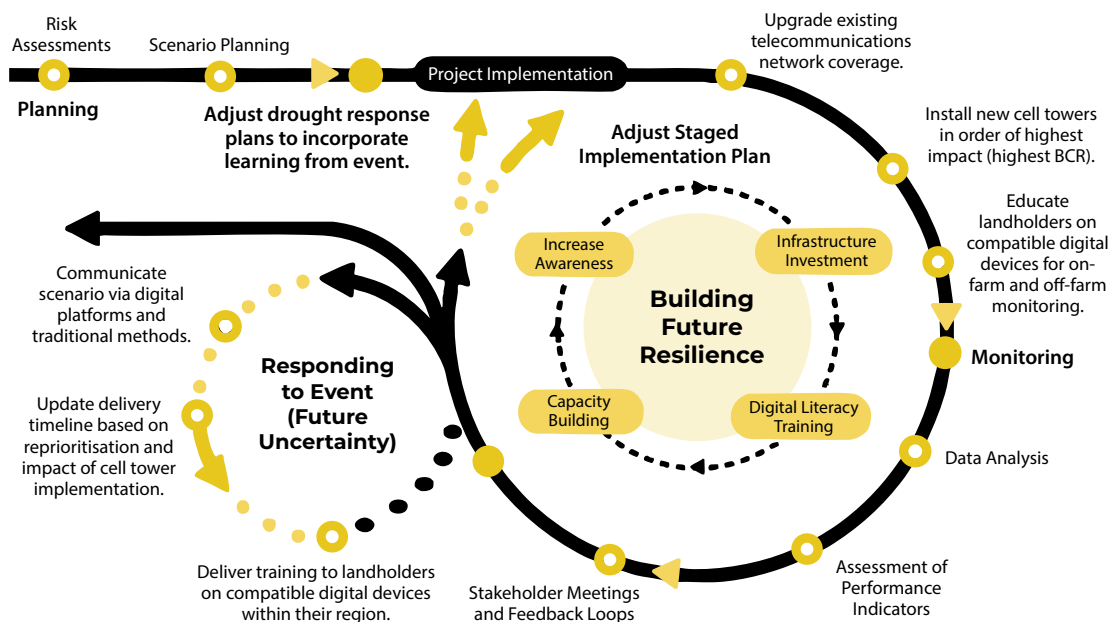 Risk
Assessments
Scenario Planning
Planning
Adjust drought response
plans to incorporate
learning from event.
Project Implementation
Upgrade existing
telecommunications
network coverage.
Install new cell towers
in order of highest
impact (highest BCR).
Educate
landholders on
compatible digital
devices for on-
farm and off-farm
monitoring.
Monitoring
Data Analysis
Assessment of
Performance
Indicators
Stakeholder Meetings
and Feedback Loops
Adjust Staged
Implementation Plan
Increase
Awareness
Infrastructure
Investment
Building
Future
Resilience
Capacity
Building
Digital Literacy
Training
Communicate
scenario via digital
platforms and
traditional methods.
Responding
to Event
(Future
Uncertainty)
Update delivery
timeline based on
reprioritisation and
impact of cell tower
implementation.
Deliver training to landholders
on compatible digital devices
within their region.